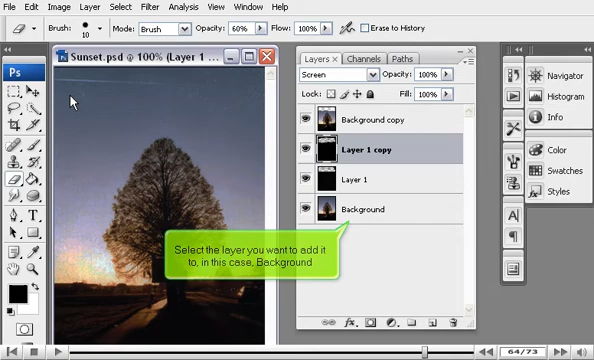 File Edit Image Layer Select Filter Analysis View Window Help
Brush: 10 Mode: Brush Opacity: 60% Flow: 100% Erase to History
Ps
Sunset.psd @ 100% (Layer 1 ...
Layers x Channels Paths
Screen Opacity: 100%
Lock: Fill: 100%
Background copy
Layer 1 copy
Layer 1
Background
Select the layer you want to add it
to, in this case, Background
Navigator
Histogram
Info
Color
Swatches
Styles
64/73